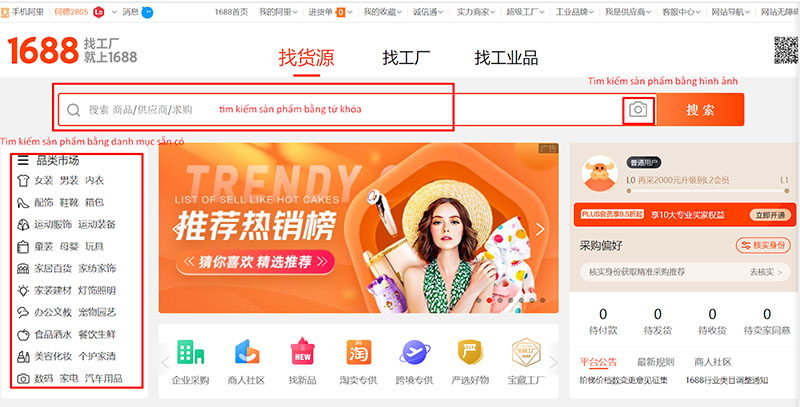 手机阿里 何德2805 L0 消息 1688首页 我的阿里 进货单 0 我的收藏 诚信通 实力商家 超级工厂 工业品牌 我是供应商 客服中心 网站导航 网站无障
1688 找工厂
就上1688
找货源 找工厂 找工业品
Tìm kiếm sản phẩm bằng hình ảnh
搜索 商品/供应商/求购 tìm kiếm sản phẩm bằng từ khóa 搜索
Tìm kiếm sản phẩm bằng danh mục sẵn có
品类市场
女装 男装 内衣
配饰 鞋靴 箱包
运动服饰 运动装备
童装 母婴 玩具
家居百货 家纺家饰
家装建材 灯饰照明
办公文教 宠物园艺
食品酒水 餐饮生鲜
美容化妆 个护家清
数码 家电 汽车用品
广告
TRENDY
LIST OF SELL LIKE HOT CAKES
推荐热销榜
猜你喜欢 精选推荐
企业采购 商人社区 找新品 淘卖专供 跨境专供 严选好物 宝藏工厂
NEW
淘
严
普通用户
L0 再采2000元升级到L2会员 L1
PLUS会员享9.5折起 享10大专业买家权益 立即开通
采购偏好 核实身份
核实身份获取精准采购推荐 去核实 >
0 0 0 0
待付款 待发货 待收货 待卖家同意
平台公告 最新规则 商人社区
阶梯价档数变更意见征集 1688行业类目调整通知